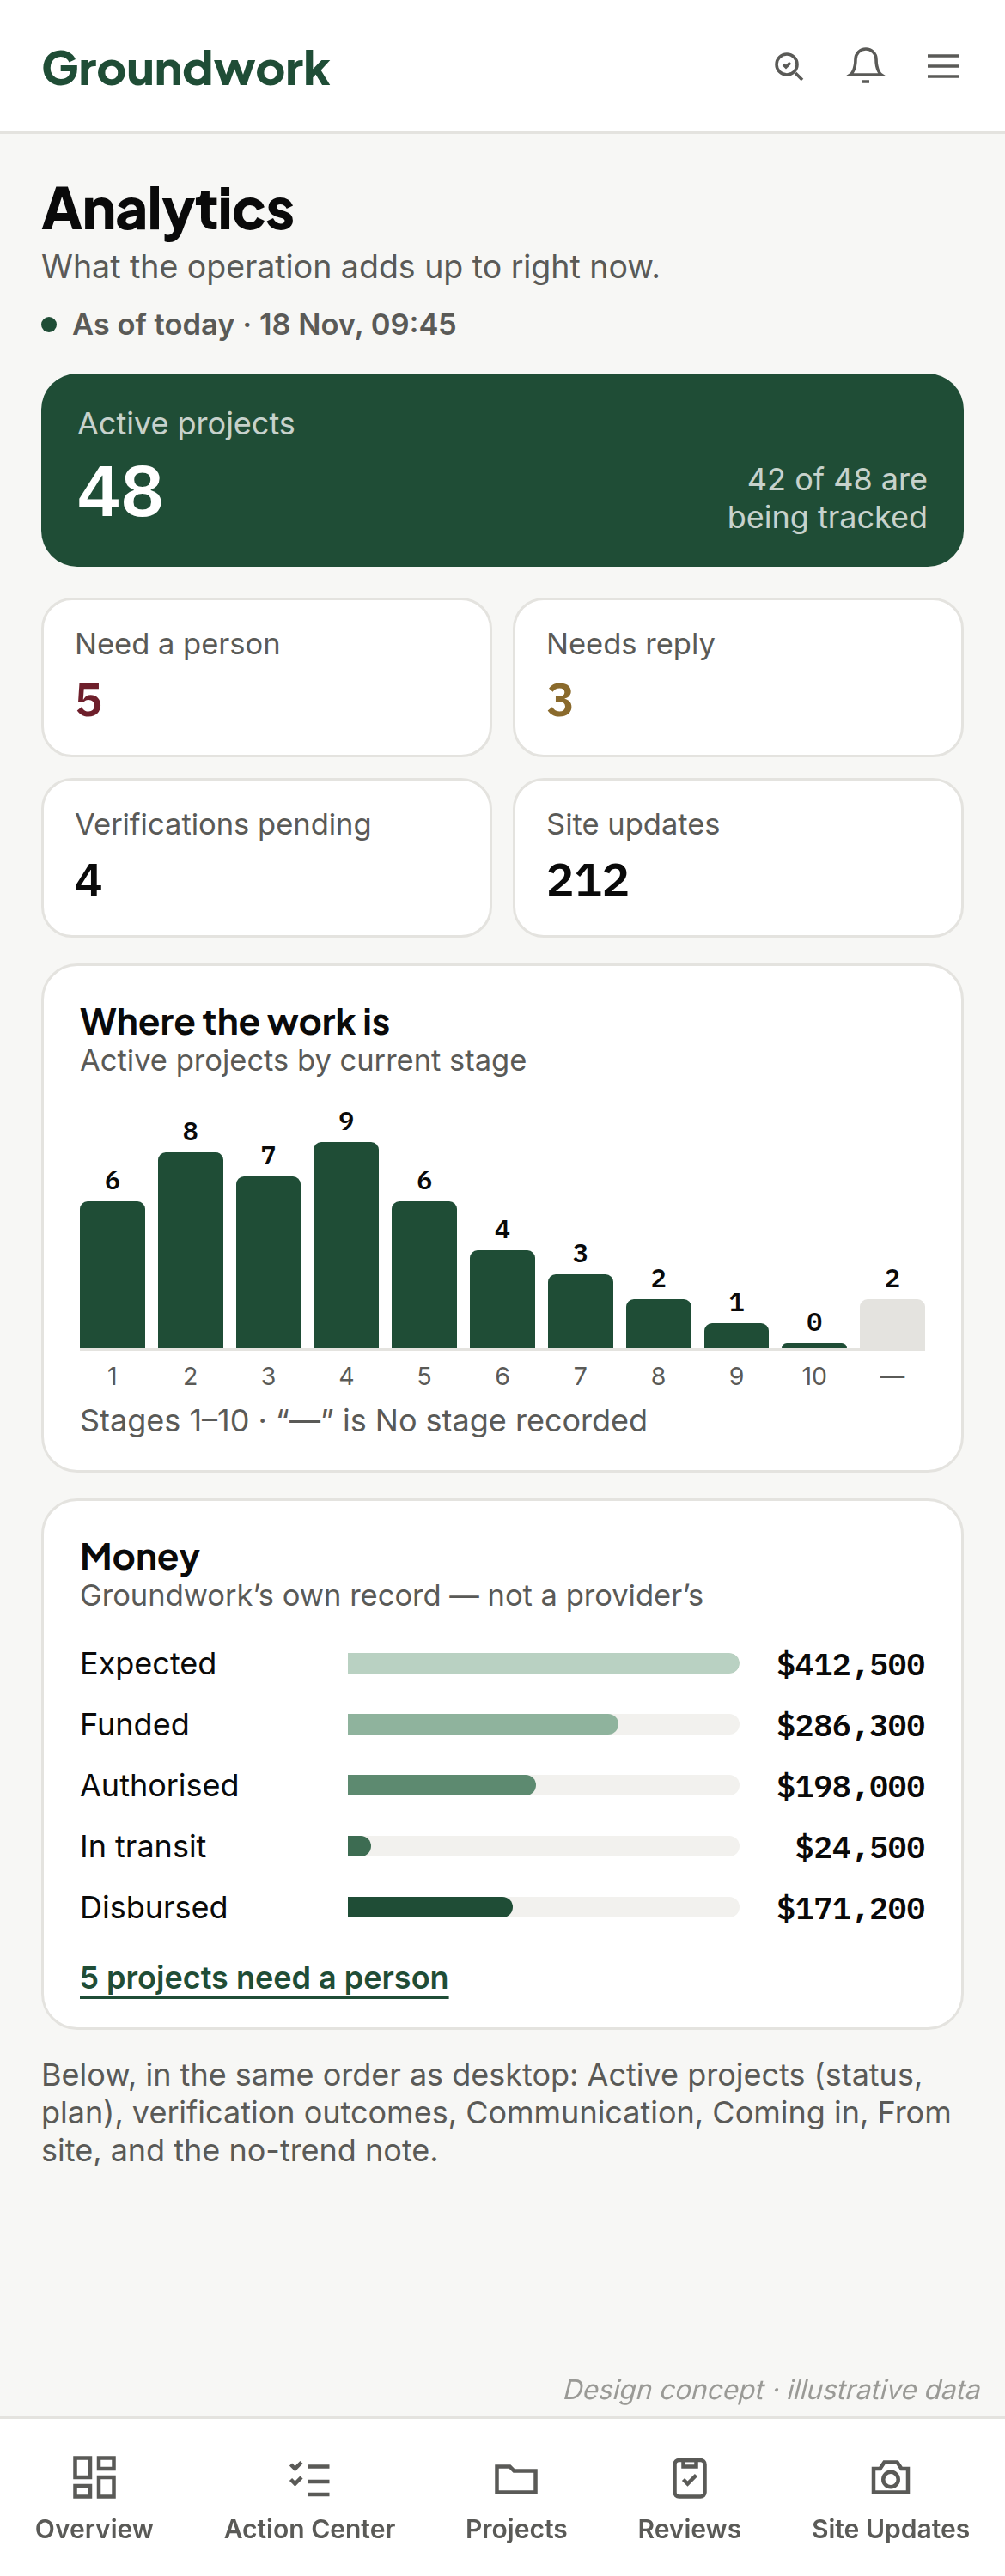 Groundwork
Analytics
What the operation adds up to right now.
As of today · 18 Nov, 09:45
Active projects
48
42 of 48 are
being tracked
Need a person
5
Needs reply
3
Verifications pending
4
Site updates
212
Where the work is
Active projects by current stage
6 8 7 9 6 4 3 2 1 0 2
1 2 3 4 5 6 7 8 9 10 —
Stages 1–10 · “—” is No stage recorded
Money
Groundwork’s own record — not a provider’s
Expected $412,500
Funded $286,300
Authorised $198,000
In transit $24,500
Disbursed $171,200
5 projects need a person
Below, in the same order as desktop: Active projects (status,
plan), verification outcomes, Communication, Coming in, From
site, and the no-trend note.
Design concept · illustrative data
Overview Action Center Projects Reviews Site Updates